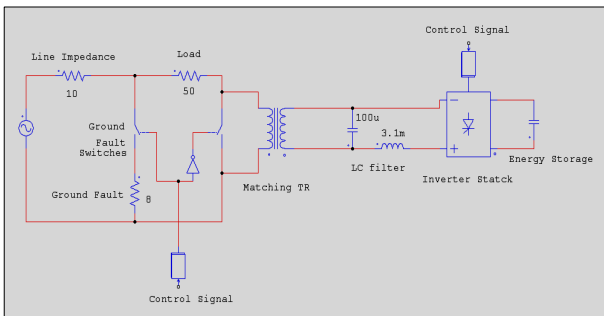 Control Signal
Line Impedance
Load
10
50
100u
3.1m
Ground
Fault
Switches
LC filter
Energy Storage
Inverter Statck
Matching TR
Ground Fault
8
Control Signal